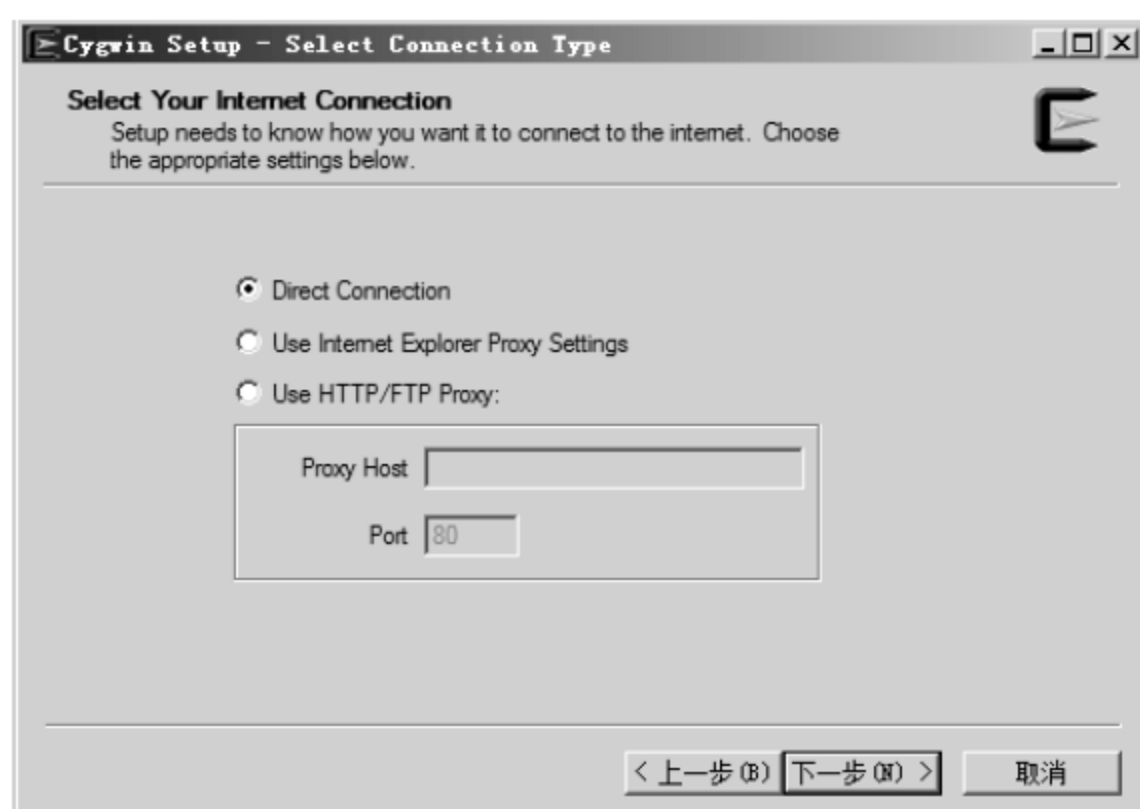 Cygwin Setup - Select Connection Type
Select Your Internet Connection
Setup needs to know how you want it to connect to the internet. Choose
the appropriate settings below.
Direct Connection
Use Internet Explorer Proxy Settings
Use HTTP/FTP Proxy:
Proxy Host
Port 80
< 上一步(B) 下一步(N) > 取消